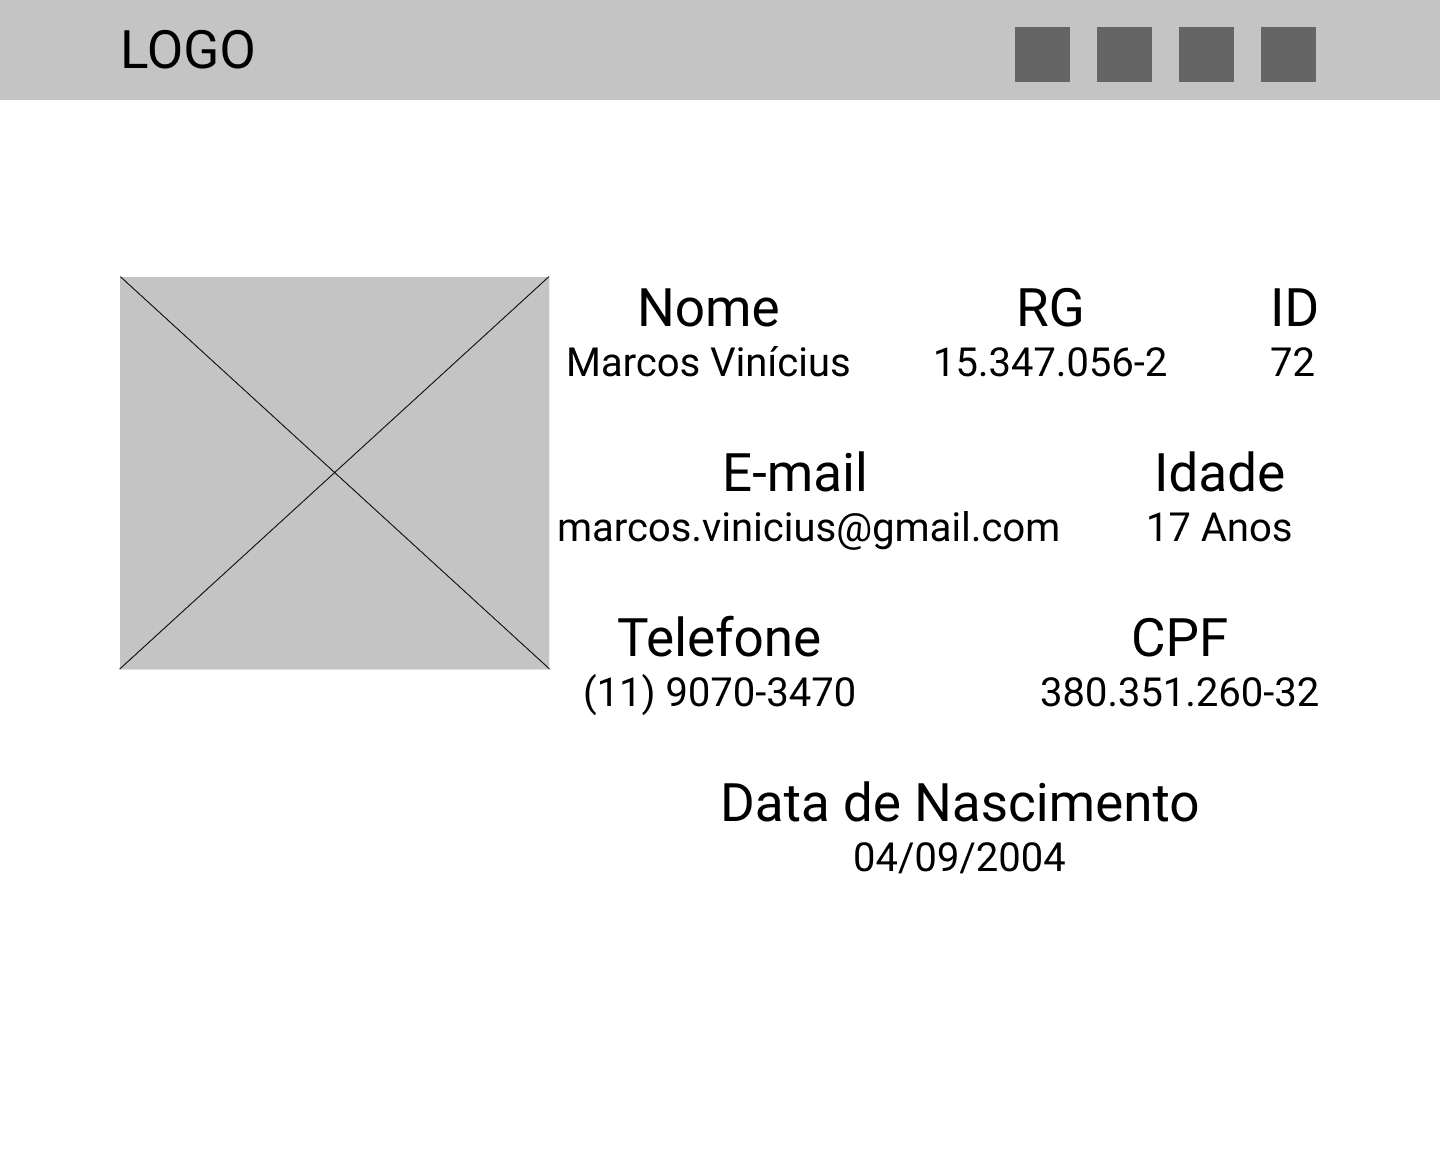 LOGO
Nome RG ID
Marcos Vinícius 15.347.056-2 72
E-mail Idade
marcos.vinicius@gmail.com 17 Anos
Telefone CPF
(11) 9070-3470 380.351.260-32
Data de Nascimento
04/09/2004